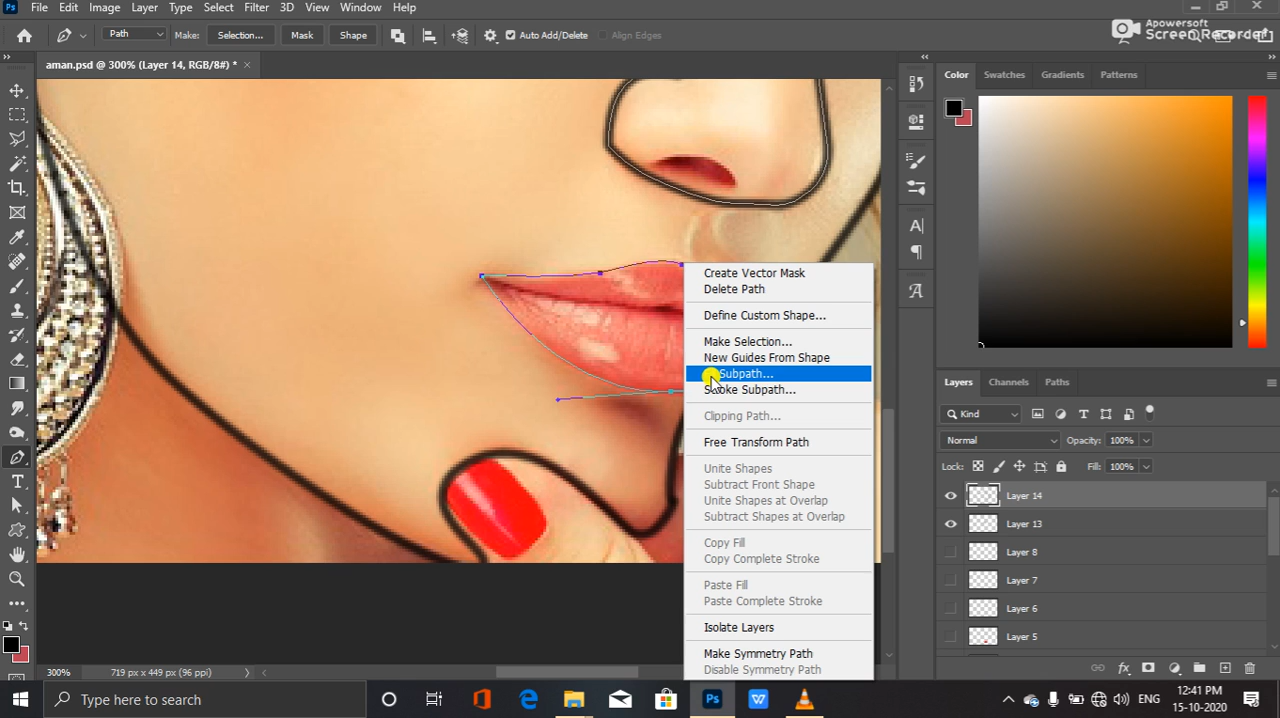 Ps File Edit Image Layer Type Select Filter 3D View Window Help
Path Make: Selection... Mask Shape Auto Add/Delete Align Edges
Apowersoft
Screen Recorder
aman.psd @ 300% (Layer 14, RGB/8#) * ×
Color Swatches Gradients Patterns
Create Vector Mask
Delete Path
Define Custom Shape...
Make Selection...
New Guides From Shape
Subpath...
Stroke Subpath...
Clipping Path...
Free Transform Path
Unite Shapes
Subtract Front Shape
Unite Shapes at Overlap
Subtract Shapes at Overlap
Copy Fill
Copy Complete Stroke
Paste Fill
Paste Complete Stroke
Isolate Layers
Make Symmetry Path
Disable Symmetry Path
Layers Channels Paths
Kind
Normal Opacity: 100%
Lock: Fill: 100%
Layer 14
Layer 13
Layer 8
Layer 7
Layer 6
Layer 5
300% 719 px x 449 px (96 ppi)
Type here to search
Ps
ENG
12:41 PM
15-10-2020